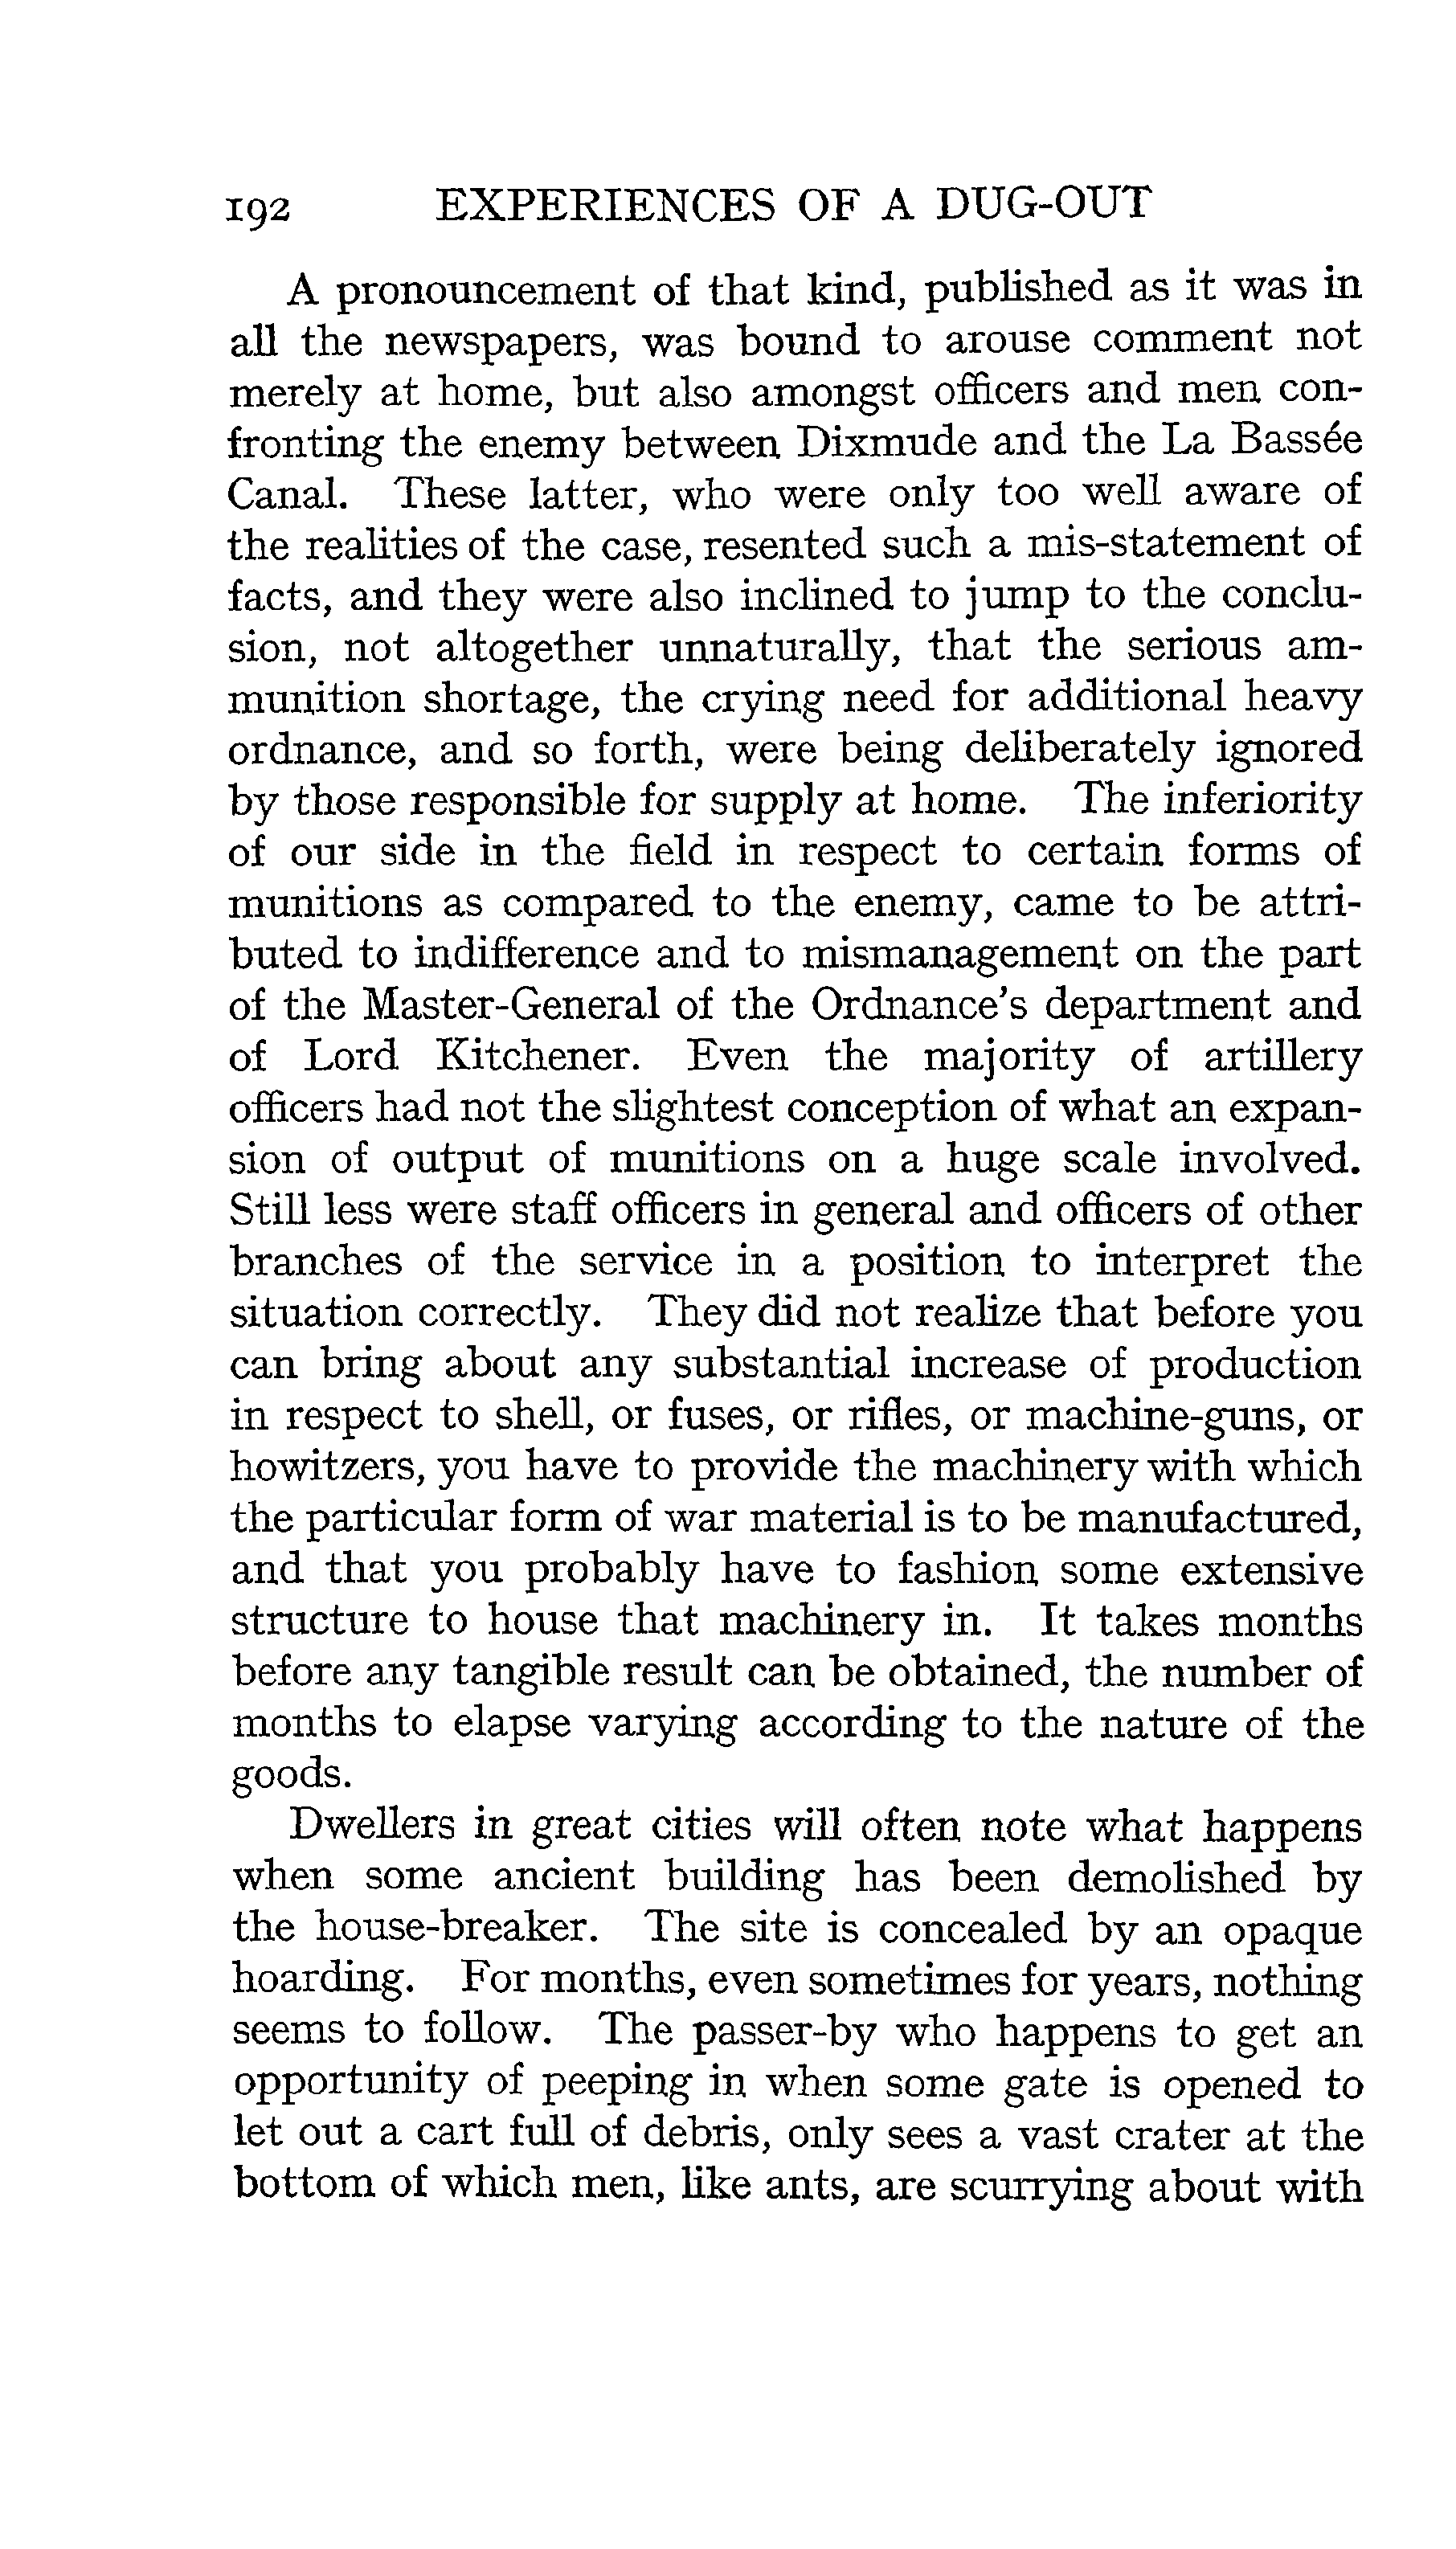 192 EXPERIENCES OF A DUG-OUT
A pronouncement of that kind, published as it was in
all the newspapers, was bound to arouse comment not
merely at home, but also amongst officers and men con-
fronting the enemy between Dixmude and the La Bassée
Canal. These latter, who were only too well aware of
the realities of the case, resented such a mis-statement of
facts, and they were also inclined to jump to the conclu-
sion, not altogether unnaturally, that the serious am-
munition shortage, the crying need for additional heavy
ordnance, and so forth, were being deliberately ignored
by those responsible for supply at home. The inferiority
of our side in the field in respect to certain forms of
munitions as compared to the enemy, came to be attri-
buted to indifference and to mismanagement on the part
of the Master-General of the Ordnance's department and
of Lord Kitchener. Even the majority of artillery
officers had not the slightest conception of what an expan-
sion of output of munitions on a huge scale involved.
Still less were staff officers in general and officers of other
branches of the service in a position to interpret the
situation correctly. They did not realize that before you
can bring about any substantial increase of production
in respect to shell, or fuses, or rifles, or machine-guns, or
howitzers, you have to provide the machinery with which
the particular form of war material is to be manufactured,
and that you probably have to fashion some extensive
structure to house that machinery in. It takes months
before any tangible result can be obtained, the number of
months to elapse varying according to the nature of the
goods.
Dwellers in great cities will often note what happens
when some ancient building has been demolished by
the house-breaker. The site is concealed by an opaque
hoarding. For months, even sometimes for years, nothing
seems to follow. The passer-by who happens to get an
opportunity of peeping in when some gate is opened to
let out a cart full of debris, only sees a vast crater at the
bottom of which men, like ants, are scurrying about with